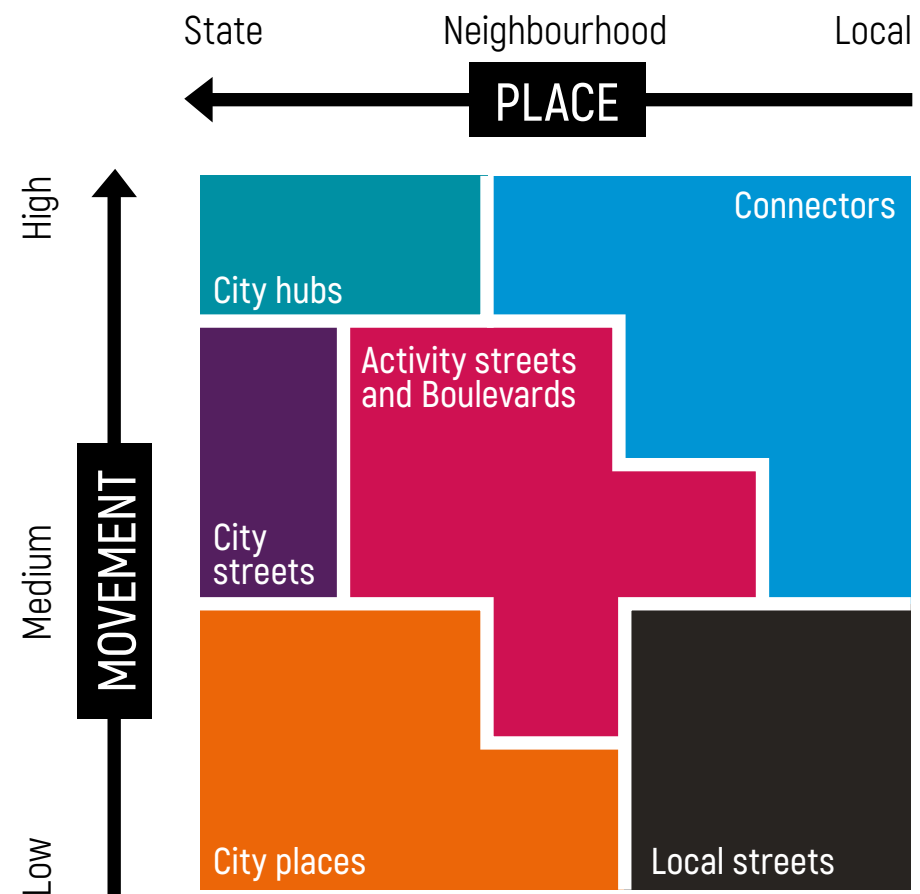 State
Neighbourhood
Local
PLACE
High
Medium
Low
MOVEMENT
Connectors
City hubs
Activity streets
and Boulevards
City
streets
City places
Local streets